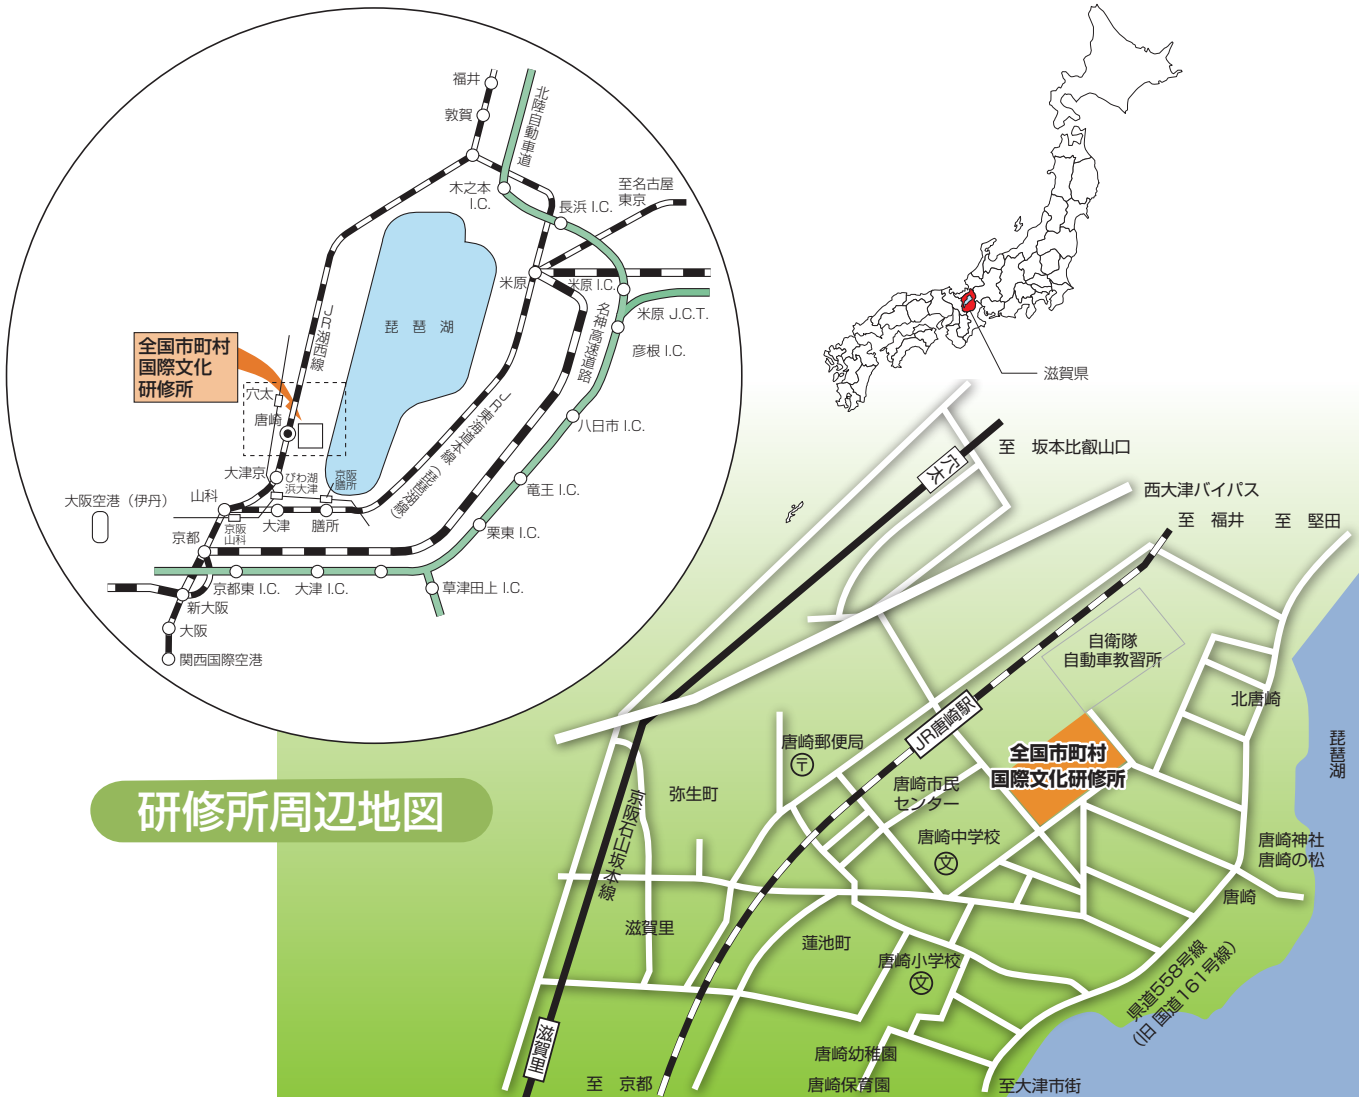 福井
敦賀
北陸自動車道
木之本
I.C.
至名古屋
東京
長浜 I.C.
米原
米原 I.C.
米原 J.C.T.
名神高速道路
彦根 I.C.
琵琶湖
JR湖西線
全国市町村
国際文化
研修所
穴太
唐崎
JR東海道本線
(琵琶湖線)
八日市 I.C.
大津京
びわ湖
浜大津
京阪
膳所
竜王 I.C.
大阪空港（伊丹）
山科
京阪
山科
大津
膳所
栗東 I.C.
京都
京都東 I.C.
大津 I.C.
草津田上 I.C.
新大阪
大阪
関西国際空港
滋賀県
研修所周辺地図
至 坂本比叡山口
穴太
西大津バイパス
至 福井
至 堅田
自衛隊
自動車教習所
北唐崎
JR唐崎駅
唐崎郵便局
〒
全国市町村
国際文化研修所
琵琶湖
唐崎市民
センター
弥生町
京阪石山坂本線
唐崎中学校
文
唐崎神社
唐崎の松
唐崎
滋賀里
蓮池町
唐崎小学校
文
県道558号線
(旧 国道161号線)
滋賀里
唐崎幼稚園
唐崎保育園
至 京都
至大津市街